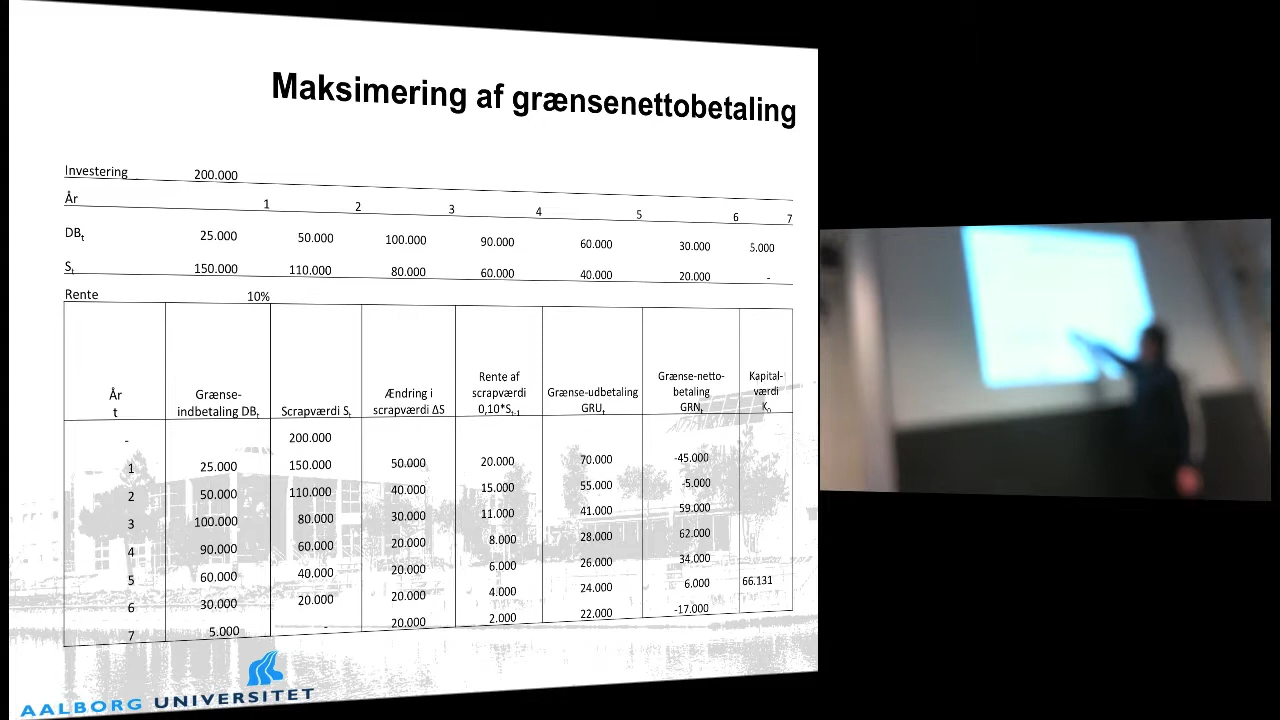 Maksimering af grænsenettobetaling
Investering 200.000
År 1 2 3 4 5 6 7
DBt 25.000 50.000 100.000 90.000 60.000 30.000 5.000
St 150.000 110.000 80.000 60.000 40.000 20.000 -
Rente 10%
År
t
Grænse-
indbetaling DBt
Scrapværdi St
Ændring i
scrapværdi ΔS
Rente af
scrapværdi
0,10*St-1
Grænse-udbetaling
GRUt
Grænse-netto-
betaling
GRNt
Kapital-
værdi
K0
- 200.000
1 25.000 150.000 50.000 20.000 70.000 -45.000
2 50.000 110.000 40.000 15.000 55.000 -5.000
3 100.000 80.000 30.000 11.000 41.000 59.000
4 90.000 60.000 20.000 8.000 28.000 62.000
5 60.000 40.000 20.000 6.000 26.000 34.000
6 30.000 20.000 20.000 4.000 24.000 6.000 66.131
7 5.000 - 20.000 2.000 22.000 -17.000
AALBORG UNIVERSITET